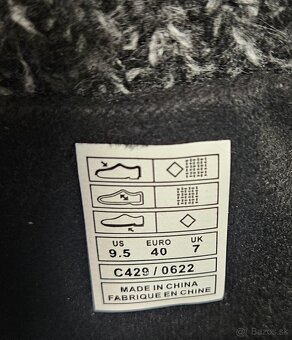 US EURO UK
9.5 40 7
C429 / 0622
MADE IN CHINA
FABRIQUE EN CHINE
bazos.sk